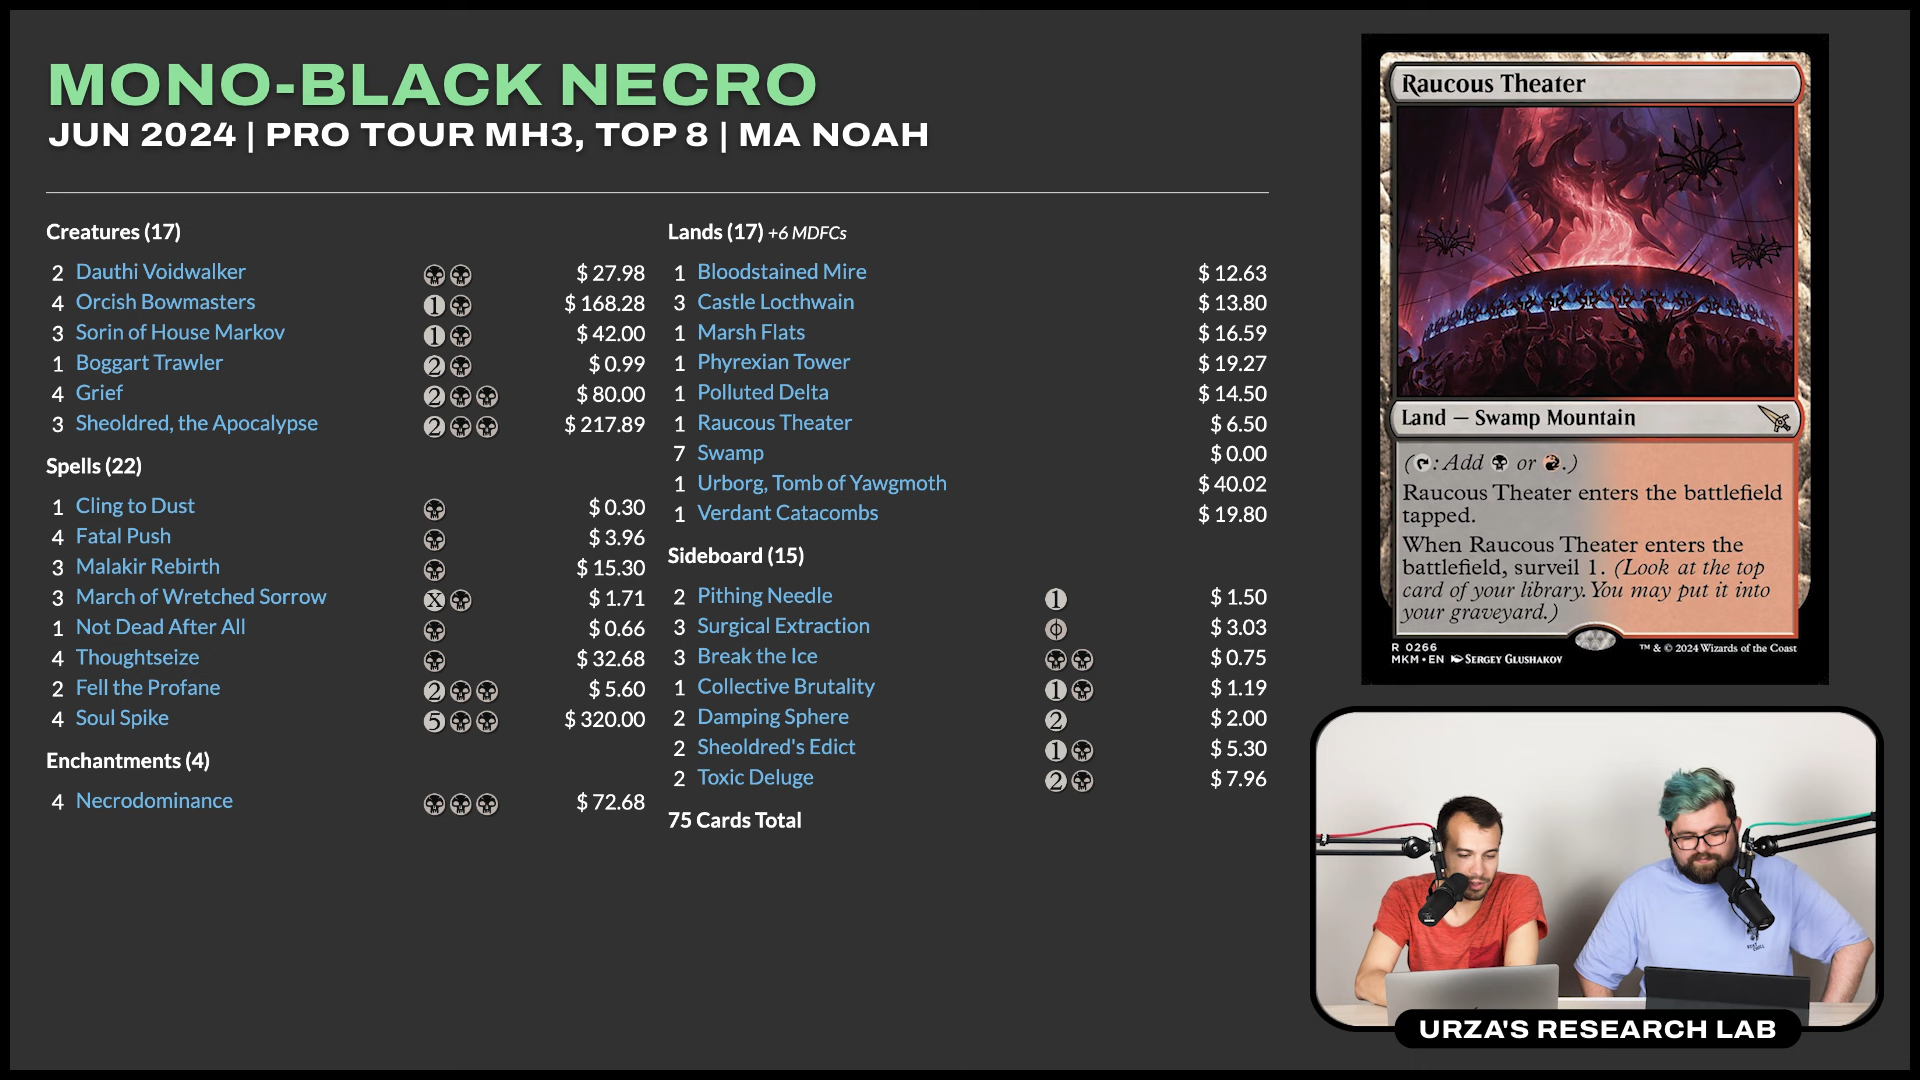 MONO-BLACK NECRO
JUN 2024 | PRO TOUR MH3, TOP 8 | MA NOAH
Creatures (17)
2 Dauthi Voidwalker $ 27.98
4 Orcish Bowmasters 1 $ 168.28
3 Sorin of House Markov 1 $ 42.00
1 Boggart Trawler 2 $ 0.99
4 Grief 2 $ 80.00
3 Sheoldred, the Apocalypse 2 $ 217.89
Spells (22)
1 Cling to Dust $ 0.30
4 Fatal Push $ 3.96
3 Malakir Rebirth $ 15.30
3 March of Wretched Sorrow X $ 1.71
1 Not Dead After All $ 0.66
4 Thoughtseize $ 32.68
2 Fell the Profane 2 $ 5.60
4 Soul Spike 5 $ 320.00
Enchantments (4)
4 Necrodominance $ 72.68
Lands (17) +6 MDFCs
1 Bloodstained Mire $ 12.63
3 Castle Locthwain $ 13.80
1 Marsh Flats $ 16.59
1 Phyrexian Tower $ 19.27
1 Polluted Delta $ 14.50
1 Raucous Theater $ 6.50
7 Swamp $ 0.00
1 Urborg, Tomb of Yawgmoth $ 40.02
1 Verdant Catacombs $ 19.80
Sideboard (15)
2 Pithing Needle 1 $ 1.50
3 Surgical Extraction $ 3.03
3 Break the Ice $ 0.75
1 Collective Brutality 1 $ 1.19
2 Damping Sphere 2 $ 2.00
2 Sheoldred's Edict 1 $ 5.30
2 Toxic Deluge 2 $ 7.96
75 Cards Total
Raucous Theater
Land — Swamp Mountain
( : Add or .)
Raucous Theater enters the battlefield
tapped.
When Raucous Theater enters the
battlefield, surveil 1. (Look at the top
card of your library. You may put it into
your graveyard.)
R 0266
MKM • EN SERGEY GLUSHAKOV
™ & © 2024 Wizards of the Coast
URZA'S RESEARCH LAB